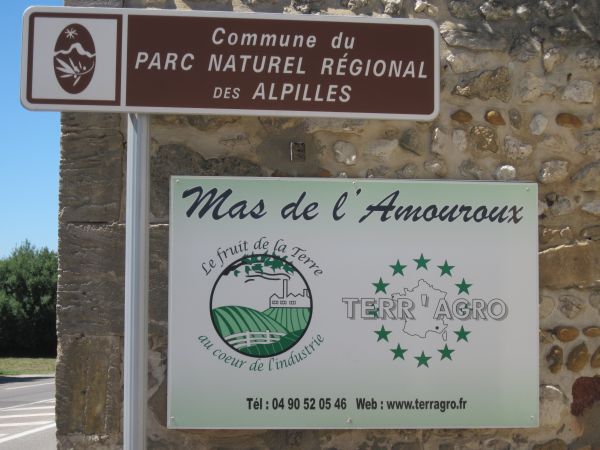 Commune du
PARC NATUREL RÉGIONAL
DES ALPILLES
Mas de l'Amouroux
Le fruit de la Terre
au coeur de l'industrie
TERR'AGRO
Tél : 04 90 52 05 46 Web : www.terragro.fr